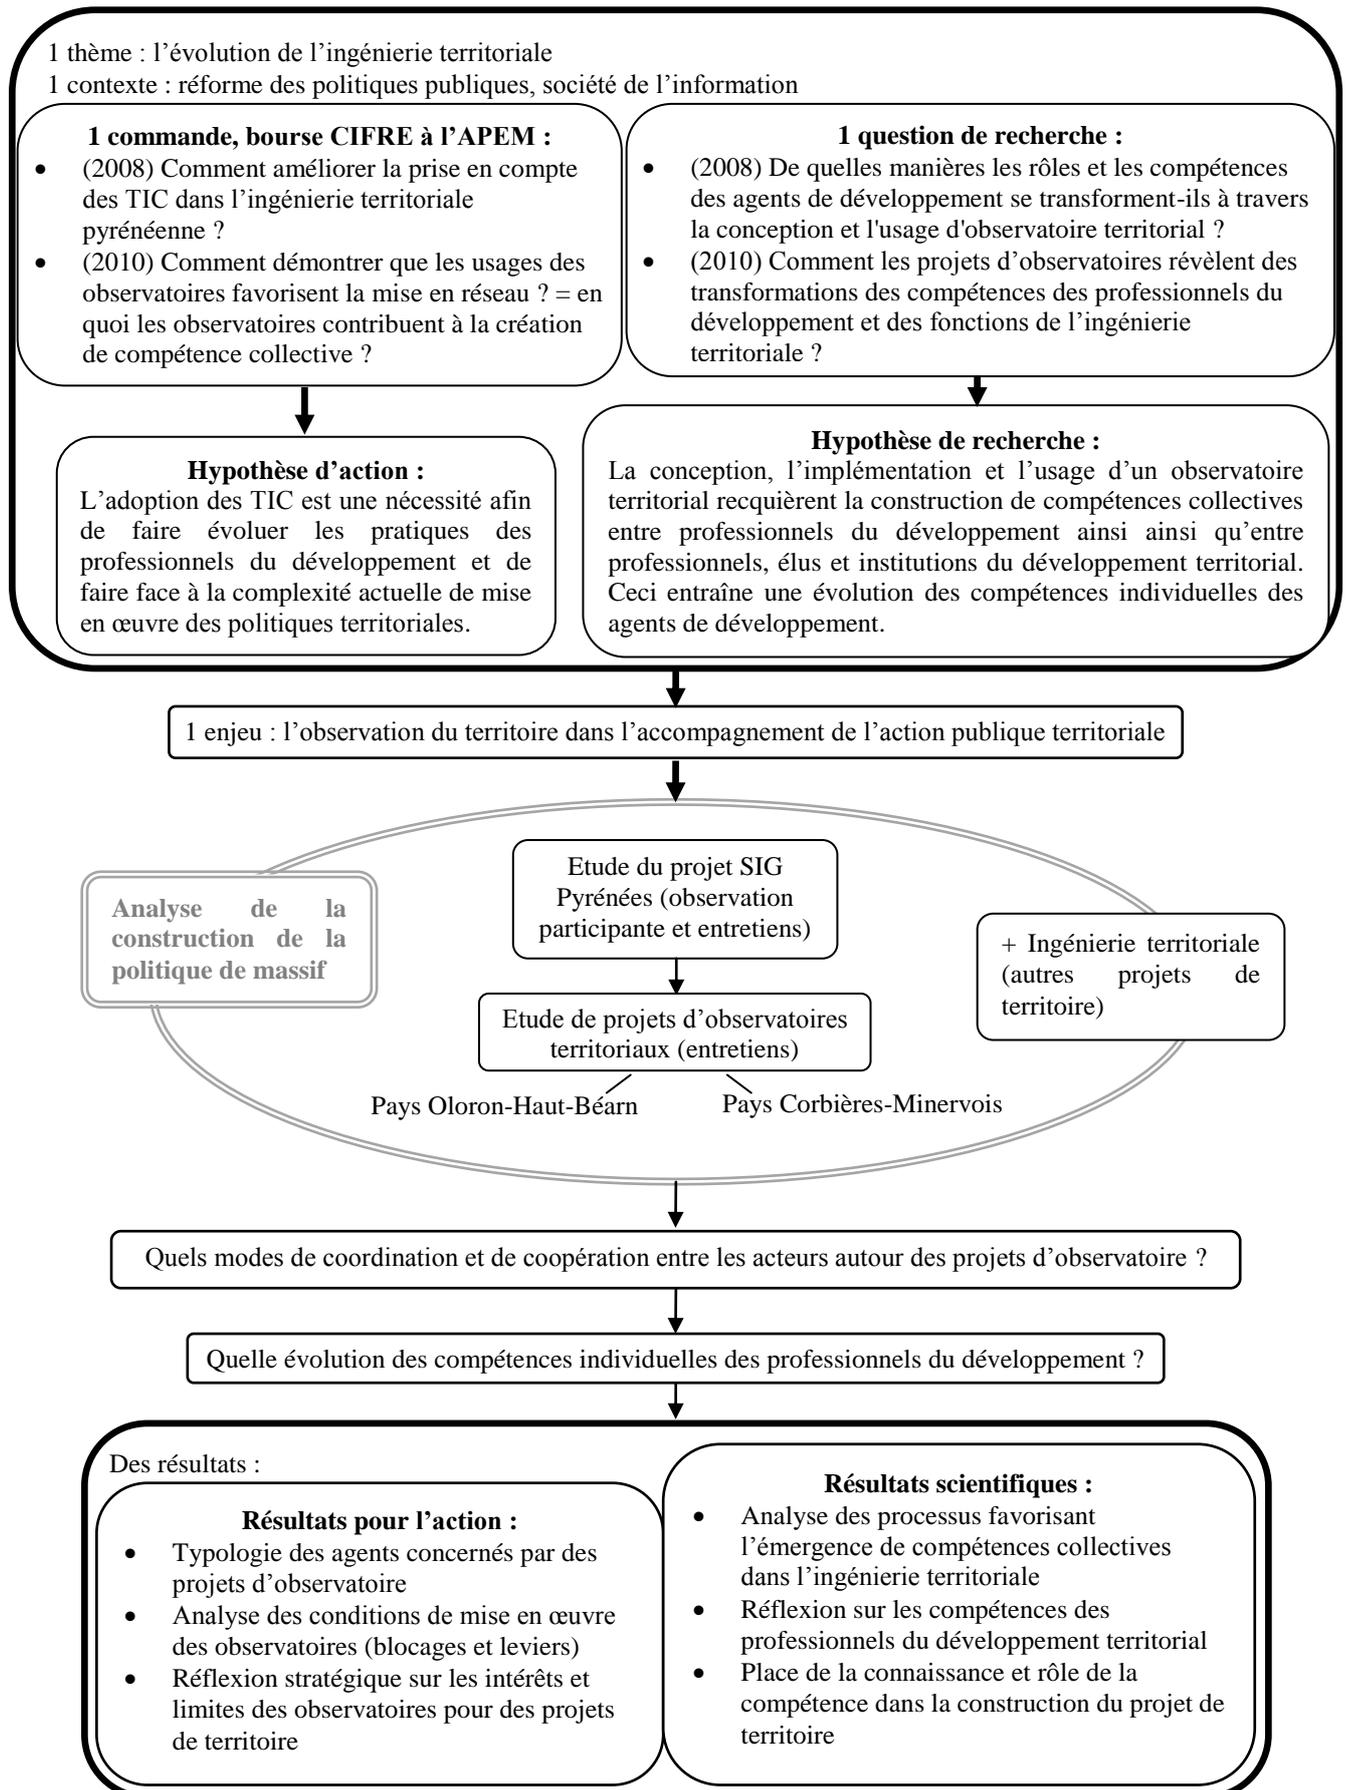 1 thème : l’évolution de l’ingénierie territoriale
1 contexte : réforme des politiques publiques, société de l’information
1 commande, bourse CIFRE à l’APEM :
• (2008) Comment améliorer la prise en compte
des TIC dans l’ingénierie territoriale
pyrénéenne ?
• (2010) Comment démontrer que les usages des
observatoires favorisent la mise en réseau ? = en
quoi les observatoires contribuent à la création
de compétence collective ?
1 question de recherche :
• (2008) De quelles manières les rôles et les compétences
des agents de développement se transforment-ils à travers
la conception et l'usage d'observatoire territorial ?
• (2010) Comment les projets d’observatoires révèlent des
transformations des compétences des professionnels du
développement et des fonctions de l’ingénierie
territoriale ?
Hypothèse d’action :
L’adoption des TIC est une nécessité afin
de faire évoluer les pratiques des
professionnels du développement et de
faire face à la complexité actuelle de mise
en œuvre des politiques territoriales.
Hypothèse de recherche :
La conception, l’implémentation et l’usage d’un observatoire
territorial recquièrent la construction de compétences collectives
entre professionnels du développement ainsi ainsi qu’entre
professionnels, élus et institutions du développement territorial.
Ceci entraîne une évolution des compétences individuelles des
agents de développement.
1 enjeu : l’observation du territoire dans l’accompagnement de l’action publique territoriale
Analyse de la
construction de la
politique de massif
Etude du projet SIG
Pyrénées (observation
participante et entretiens)
+ Ingénierie territoriale
(autres projets de
territoire)
Etude de projets d’observatoires
territoriaux (entretiens)
Pays Oloron-Haut-Béarn
Pays Corbières-Minervois
Quels modes de coordination et de coopération entre les acteurs autour des projets d’observatoire ?
Quelle évolution des compétences individuelles des professionnels du développement ?
Des résultats :
Résultats pour l’action :
• Typologie des agents concernés par des
projets d’observatoire
• Analyse des conditions de mise en œuvre
des observatoires (blocages et leviers)
• Réflexion stratégique sur les intérêts et
limites des observatoires pour des projets
de territoire
Résultats scientifiques :
• Analyse des processus favorisant
l’émergence de compétences collectives
dans l’ingénierie territoriale
• Réflexion sur les compétences des
professionnels du développement territorial
• Place de la connaissance et rôle de la
compétence dans la construction du projet de
territoire